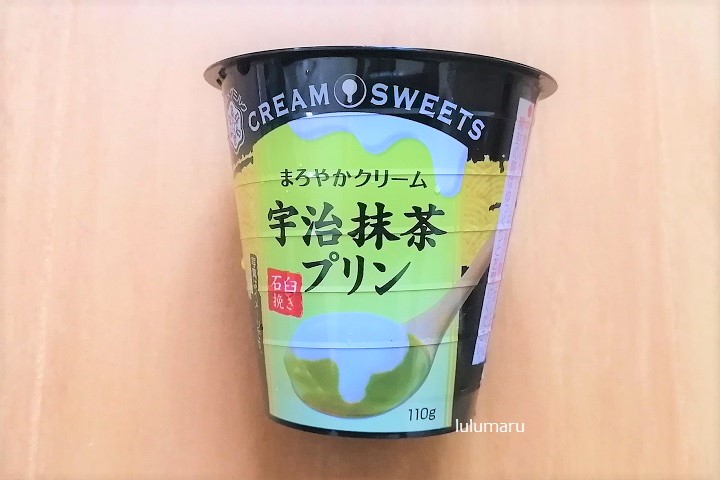 CREAM SWEETS
まろやかクリーム
宇治抹茶
プリン
石臼
挽き
110g
lulumaru